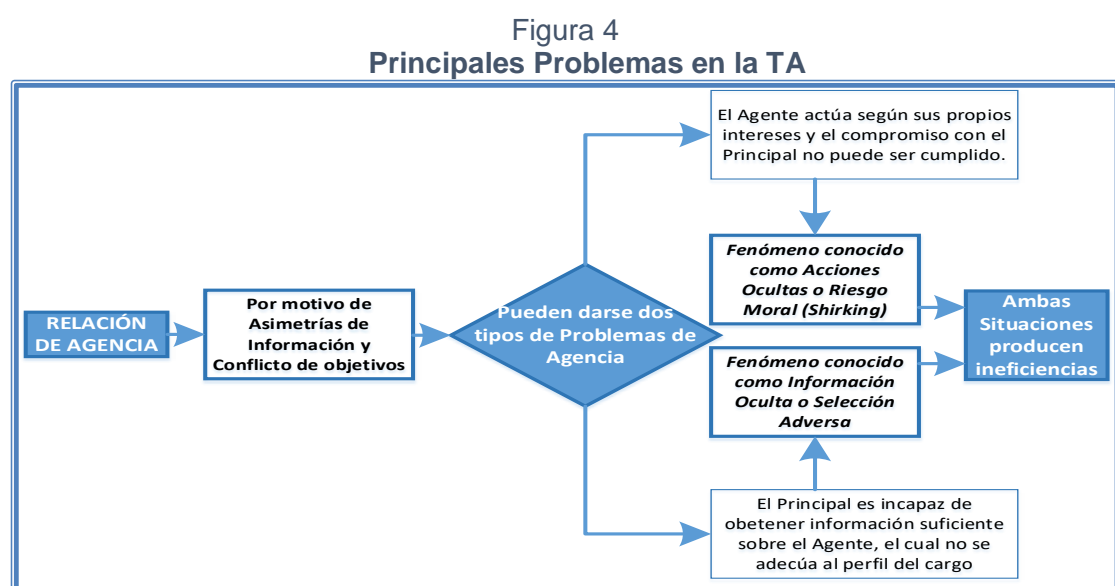 Figura 4
Principales Problemas en la TA
El Agente actúa según sus propios
intereses y el compromiso con el
Principal no puede ser cumplido.
RELACIÓN
DE AGENCIA
Por motivo de
Asimetrías de
Información y
Conflicto de objetivos
Pueden darse dos
tipos de Problemas de
Agencia
Fenómeno conocido
como Acciones
Ocultas o Riesgo
Moral (Shirking)
Fenómeno conocido
como Información
Oculta o Selección
Adversa
Ambas
Situaciones
producen
ineficiencias
El Principal es incapaz de
obetener información suficiente
sobre el Agente, el cual no se
adecúa al perfil del cargo